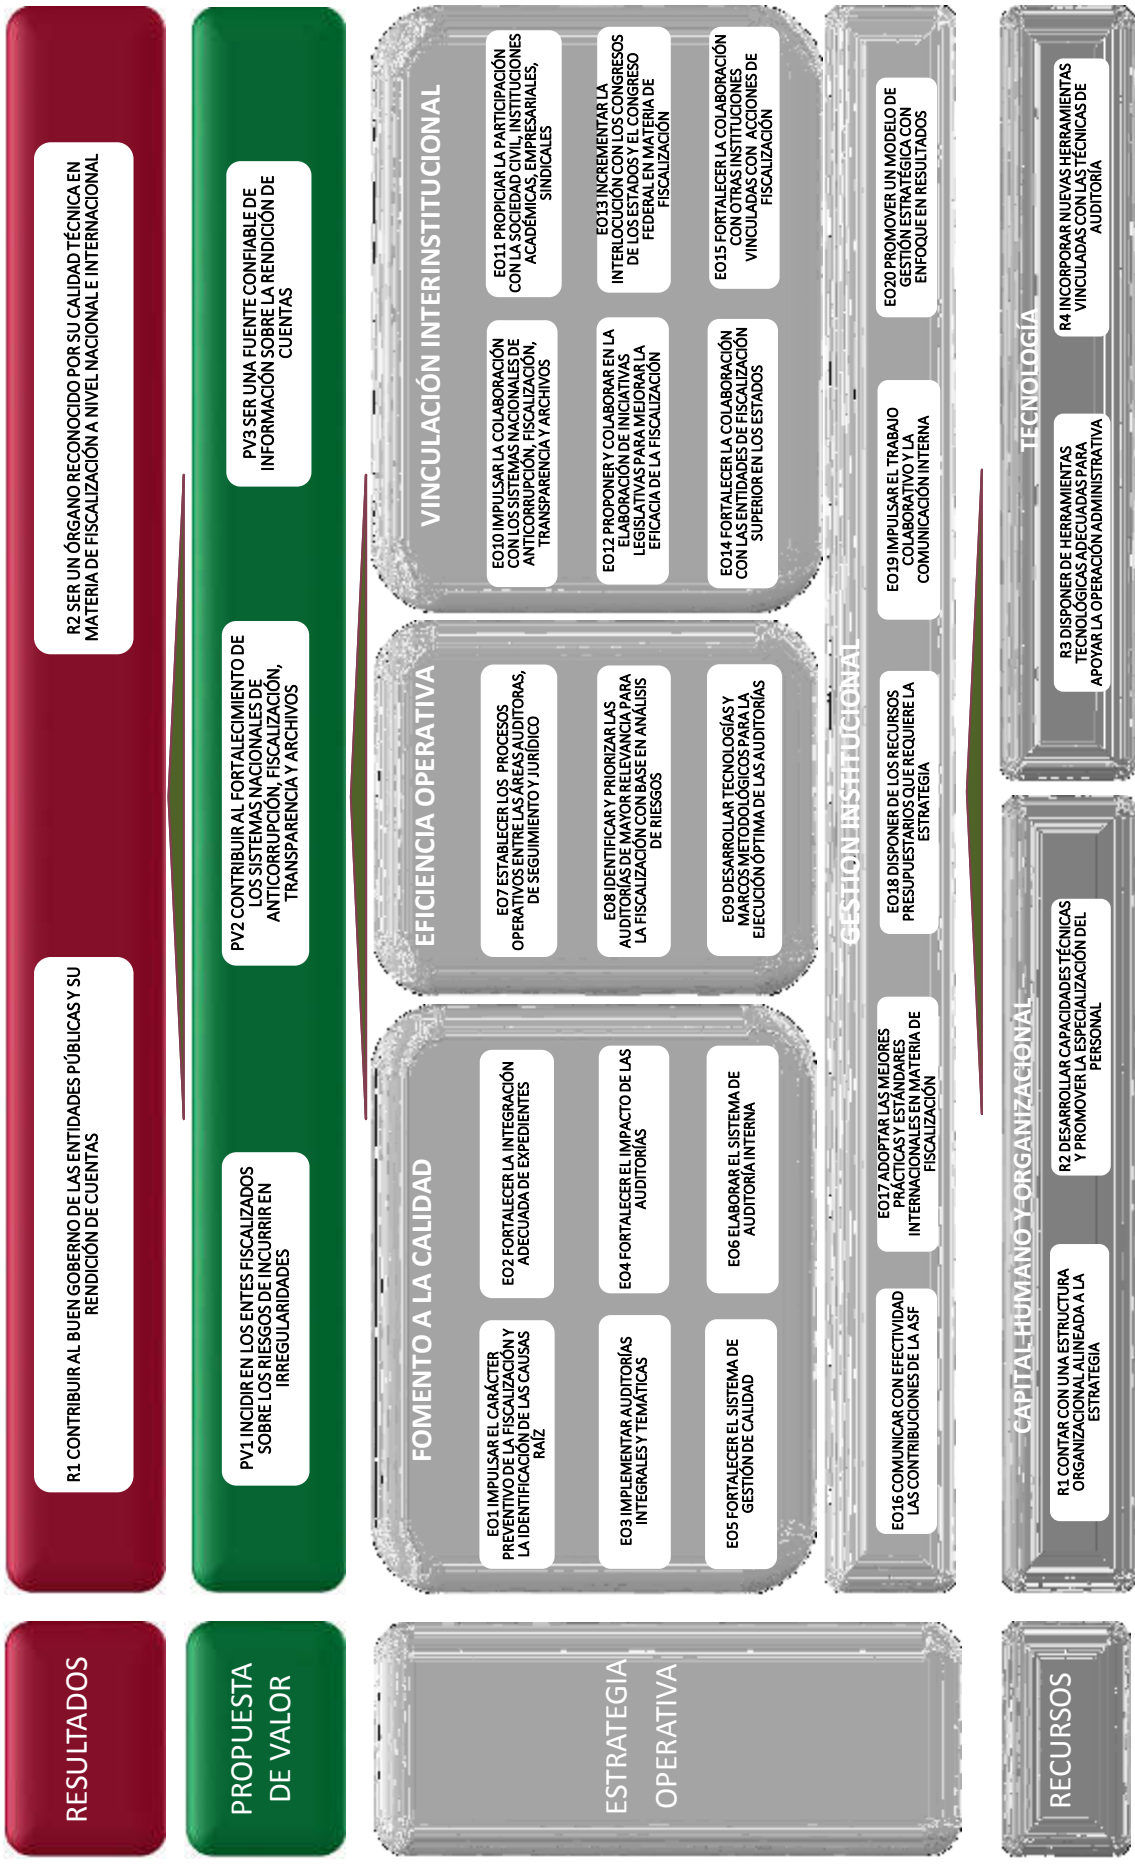 RESULTADOS
R1 CONTRIBUIR AL BUEN GOBIERNO DE LAS ENTIDADES PÚBLICAS Y SU
RENDICIÓN DE CUENTAS
R2 SER UN ÓRGANO RECONOCIDO POR SU CALIDAD TÉCNICA EN
MATERIA DE FISCALIZACIÓN A NIVEL NACIONAL E INTERNACIONAL
PROPUESTA
DE VALOR
PV1 INCIDIR EN LOS ENTES FISCALIZADOS
SOBRE LOS RIESGOS DE INCURRIR EN
IRREGULARIDADES
PV2 CONTRIBUIR AL FORTALECIMIENTO DE
LOS SISTEMAS NACIONALES DE
ANTICORRUPCIÓN, FISCALIZACIÓN,
TRANSPARENCIA Y ARCHIVOS
PV3 SER UNA FUENTE CONFIABLE DE
INFORMACIÓN SOBRE LA RENDICIÓN DE
CUENTAS
ESTRATEGIA
OPERATIVA
FOMENTO A LA CALIDAD
EO1 IMPULSAR EL CARÁCTER
PREVENTIVO DE LA FISCALIZACIÓN Y
LA IDENTIFICACIÓN DE LAS CAUSAS
RAÍZ
EO2 FORTALECER LA INTEGRACIÓN
ADECUADA DE EXPEDIENTES
EO3 IMPLEMENTAR AUDITORÍAS
INTEGRALES Y TEMÁTICAS
EO4 FORTALECER EL IMPACTO DE LAS
AUDITORÍAS
EO5 FORTALECER EL SISTEMA DE
GESTIÓN DE CALIDAD
EO6 ELABORAR EL SISTEMA DE
AUDITORÍA INTERNA
EFICIENCIA OPERATIVA
EO7 ESTABLECER LOS PROCESOS
OPERATIVOS ENTRE LAS ÁREAS AUDITORAS,
DE SEGUIMIENTO Y JURÍDICO
EO8 IDENTIFICAR Y PRIORIZAR LAS
AUDITORÍAS DE MAYOR RELEVANCIA PARA
LA FISCALIZACIÓN CON BASE EN ANÁLISIS
DE RIESGOS
EO9 DESARROLLAR TECNOLOGÍAS Y
MARCOS METODOLÓGICOS PARA LA
EJECUCIÓN ÓPTIMA DE LAS AUDITORÍAS
VINCULACIÓN INTERINSTITUCIONAL
EO10 IMPULSAR LA COLABORACIÓN
CON LOS SISTEMAS NACIONALES DE
ANTICORRUPCIÓN, FISCALIZACIÓN,
TRANSPARENCIA Y ARCHIVOS
EO11 PROPICIAR LA PARTICIPACIÓN
CON LA SOCIEDAD CIVIL, INSTITUCIONES
ACADÉMICAS, EMPRESARIALES,
SINDICALES
EO12 PROPONER Y COLABORAR EN LA
ELABORACIÓN DE INICIATIVAS
LEGISLATIVAS PARA MEJORAR LA
EFICACIA DE LA FISCALIZACIÓN
EO13 INCREMENTAR LA
INTERLOCUCIÓN CON LOS CONGRESOS
DE LOS ESTADOS Y EL CONGRESO
FEDERAL EN MATERIA DE
FISCALIZACIÓN
EO14 FORTALECER LA COLABORACIÓN
CON LAS ENTIDADES DE FISCALIZACIÓN
SUPERIOR EN LOS ESTADOS
EO15 FORTALECER LA COLABORACIÓN
CON OTRAS INSTITUCIONES
VINCULADAS CON ACCIONES DE
FISCALIZACIÓN
GESTION INSTITUCIONAL
EO16 COMUNICAR CON EFECTIVIDAD
LAS CONTRIBUCIONES DE LA ASF
EO17 ADOPTAR LAS MEJORES
PRÁCTICAS Y ESTÁNDARES
INTERNACIONALES EN MATERIA DE
FISCALIZACIÓN
EO18 DISPONER DE LOS RECURSOS
PRESUPUESTARIOS QUE REQUIERE LA
ESTRATEGIA
EO19 IMPULSAR EL TRABAJO
COLABORATIVO Y LA
COMUNICACIÓN INTERNA
EO20 PROMOVER UN MODELO DE
GESTIÓN ESTRATÉGICA CON
ENFOQUE EN RESULTADOS
RECURSOS
CAPITAL HUMANO Y ORGANIZACIONAL
R1 CONTAR CON UNA ESTRUCTURA
ORGANIZACIONAL ALINEADA A LA
ESTRATEGIA
R2 DESARROLLAR CAPACIDADES TÉCNICAS
Y PROMOVER LA ESPECIALIZACIÓN DEL
PERSONAL
TECNOLOGÍA
R3 DISPONER DE HERRAMIENTAS
TECNOLÓGICAS ADECUADAS PARA
APOYAR LA OPERACIÓN ADMINISTRATIVA
R4 INCORPORAR NUEVAS HERRAMIENTAS
VINCULADAS CON LAS TÉCNICAS DE
AUDITORÍA